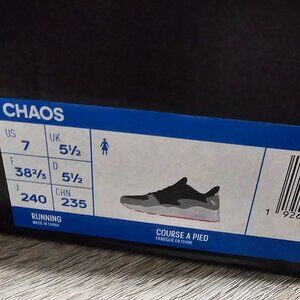 CHAOS
US UK
7 5½
F D
38⅔ 5½
J CHN
240 235
RUNNING
MADE IN CHINA
COURSE A PIED
FABRIQUÉ EN CHINE